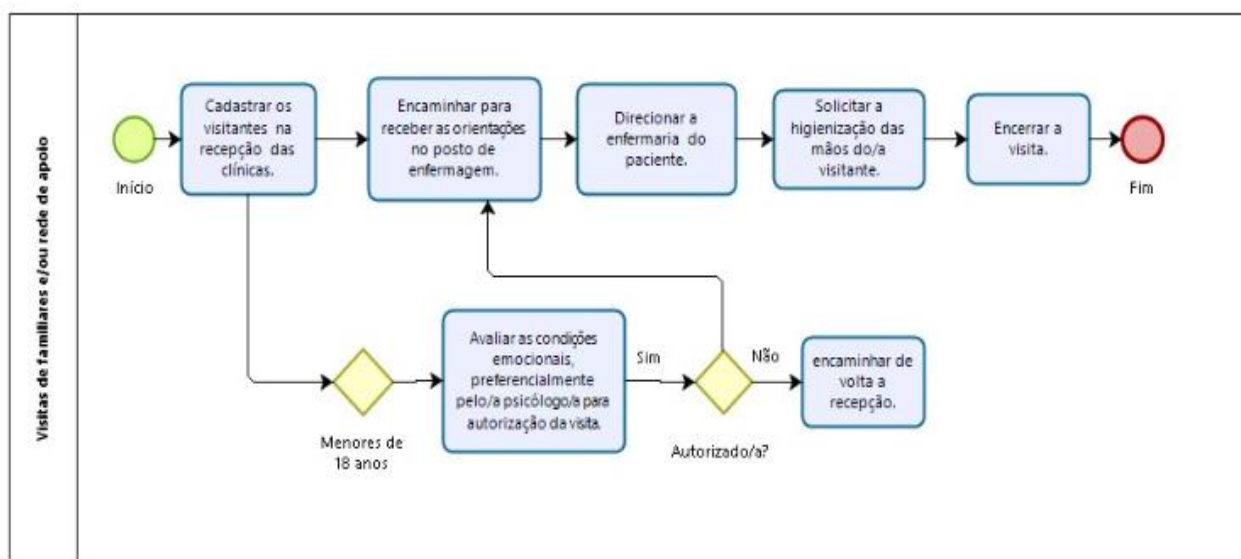 Visitas de familiares e/ou rede de apoio
Início
Cadastrar os
visitantes na
recepção das
clínicas.
Encaminhar para
receber as orientações
no posto de
enfermagem.
Direcionar a
enfermaria do
paciente.
Solicitar a
higienização das
mãos do/a
visitante.
Encerrar a
visita.
Fim
Menores de
18 anos
Avaliar as condições
emocionais,
preferencialmente
pelo/a psicólogo/a para
autorização da visita.
Sim
Autorizado/a?
Não
encaminhar de
volta a
recepção.